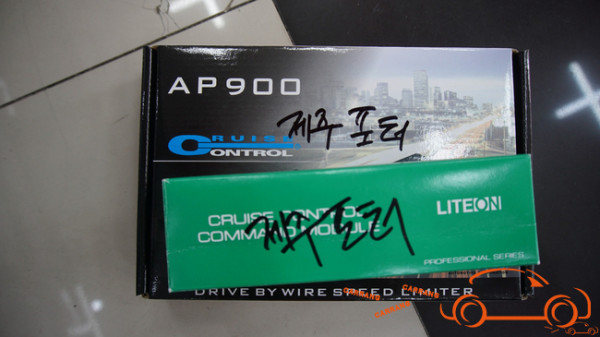 AP900
제주 포터
CRUISE
CONTROL
CRUISE CONTROL
COMMAND MODULE
LITEON
제주 포터
PROFESSIONAL SERIES
DRIVE BY WIRE SPEED LIMITER